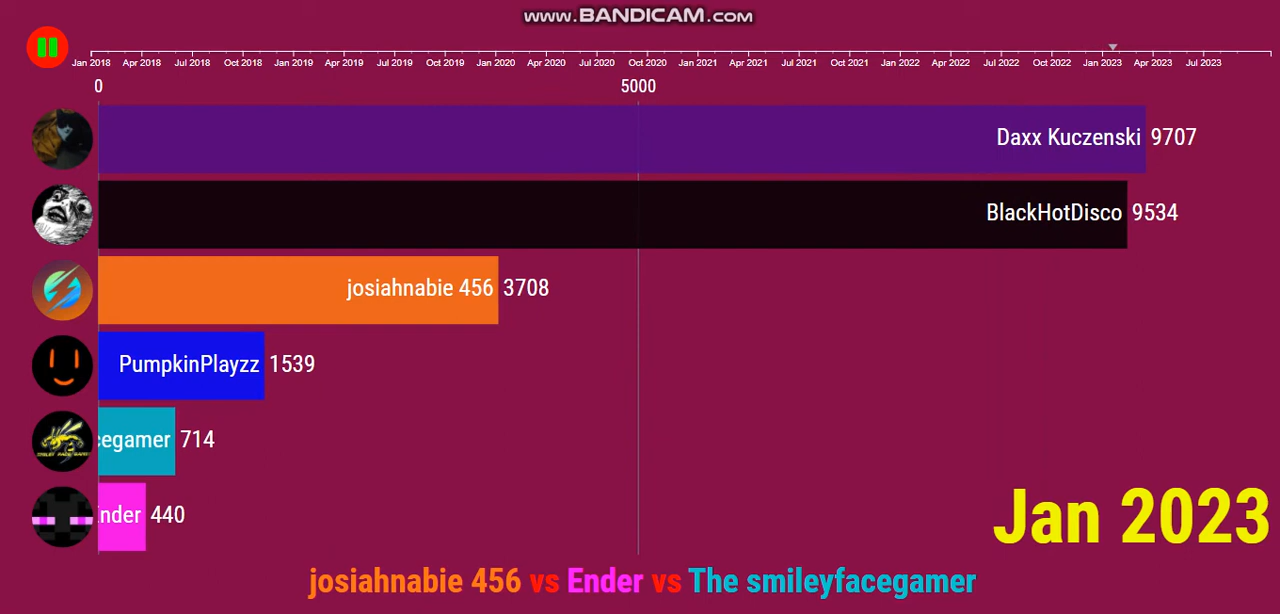 www.BANDICAM.com
Jan 2018 Apr 2018 Jul 2018 Oct 2018 Jan 2019 Apr 2019 Jul 2019 Oct 2019 Jan 2020 Apr 2020 Jul 2020 Oct 2020 Jan 2021 Apr 2021 Jul 2021 Oct 2021 Jan 2022 Apr 2022 Jul 2022 Oct 2022 Jan 2023 Apr 2023 Jul 2023
0 5000
Daxx Kuczenski 9707
BlackHotDisco 9534
josiahnabie 456 3708
PumpkinPlayzz 1539
cegamer 714
Ender 440
Jan 2023
josiahnabie 456 vs Ender vs The smileyfacegamer